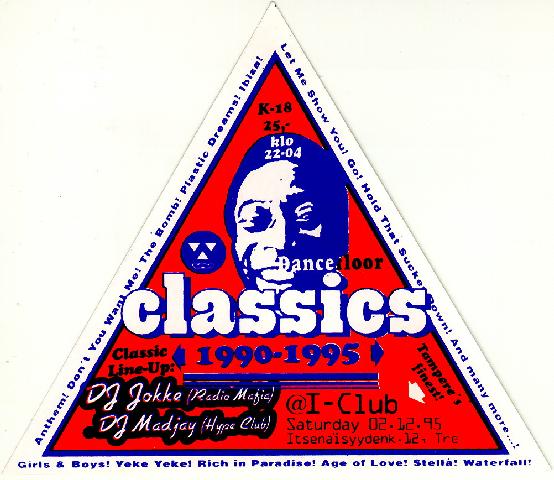 Anthem! Don't You Want Me! The Bomb! Plastic Dreams! Ibiza!
Let Me Show You! Go! Hold That Sucker Down! And many more...!
K-18
25,-
klo
22-04
Dancefloor
classics
1990-1995
Classic
Line-Up:
DJ Jokke (Radio Mafia)
DJ Madjay (Hype Club)
Tampere's
finest!
@I-Club
Saturday 02.12.95
Itsenaisyydenk.12, Tre
Girls & Boys! Yeke Yeke! Rich in Paradise! Age of Love! Stella! Waterfall!